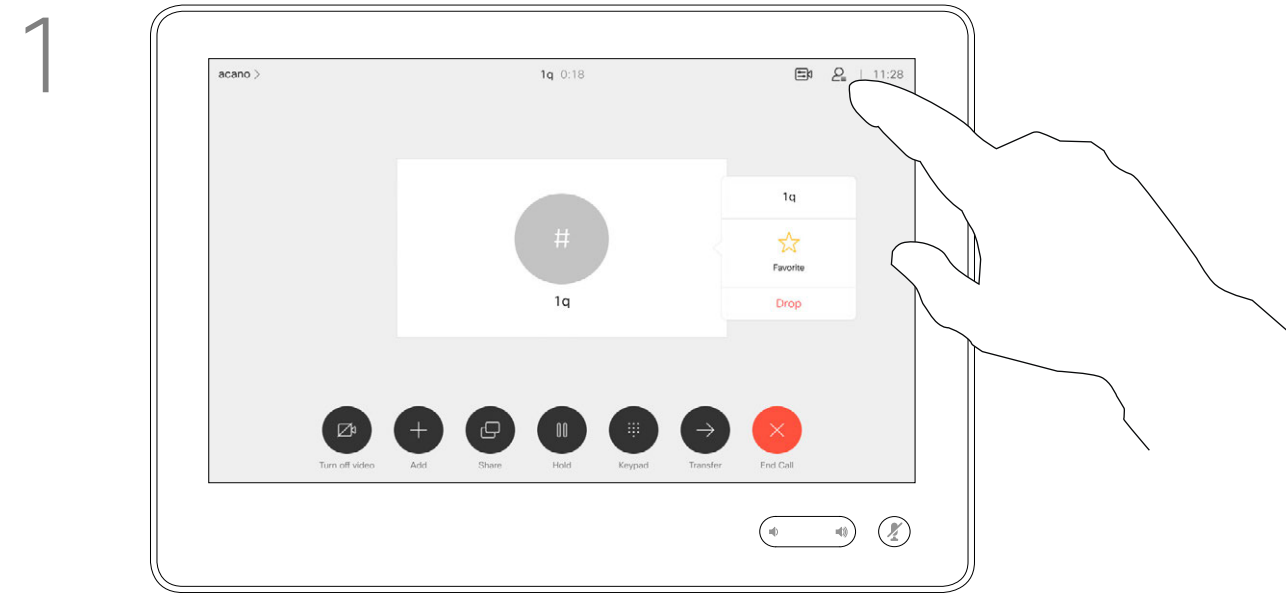 1
acano >
1q 0:18
| 11:28
#
1q
1q
Favorite
Drop
Turn off video
Add
Share
Hold
Keypad
Transfer
End Call